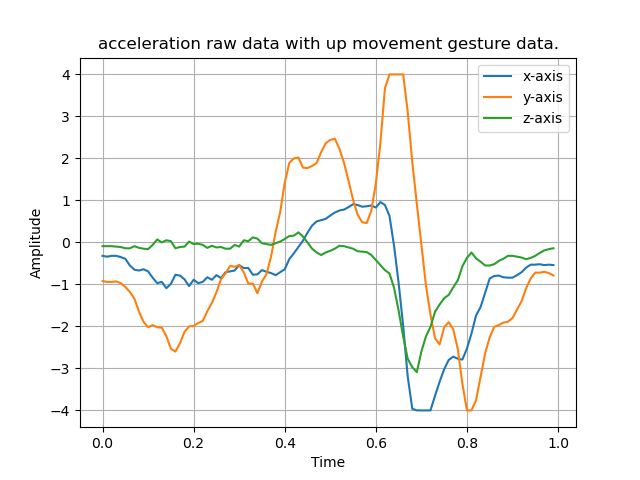 acceleration raw data with up movement gesture data.
x-axis
y-axis
z-axis
Amplitude
4
3
2
1
0
−1
−2
−3
−4
0.0 0.2 0.4 0.6 0.8 1.0
Time